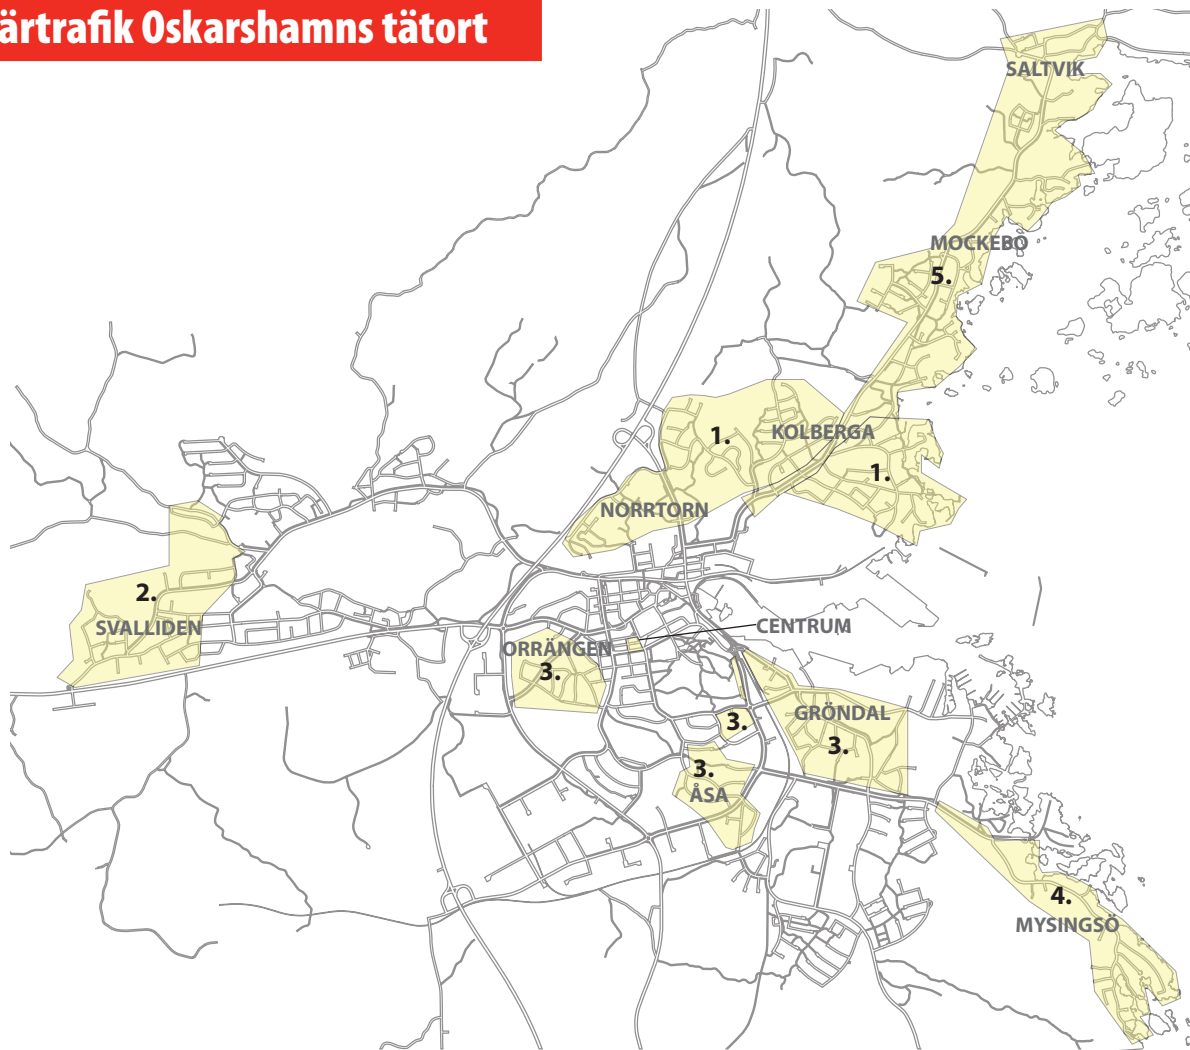 ärtrafik Oskarshamns tätort
SALTVIK
MOCKEBO
5.
1.
KOLBERGA
1.
NORRTORN
2.
SVALLIDEN
CENTRUM
ORRÄNGEN
3.
GRÖNDAL
3.
3.
3.
ÅSA
4.
MYSINGSÖ